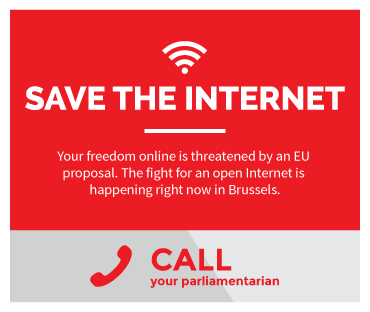 SAVE THE INTERNET
Your freedom online is threatened by an EU
proposal. The fight for an open Internet is
happening right now in Brussels.
CALL
your parliamentarian